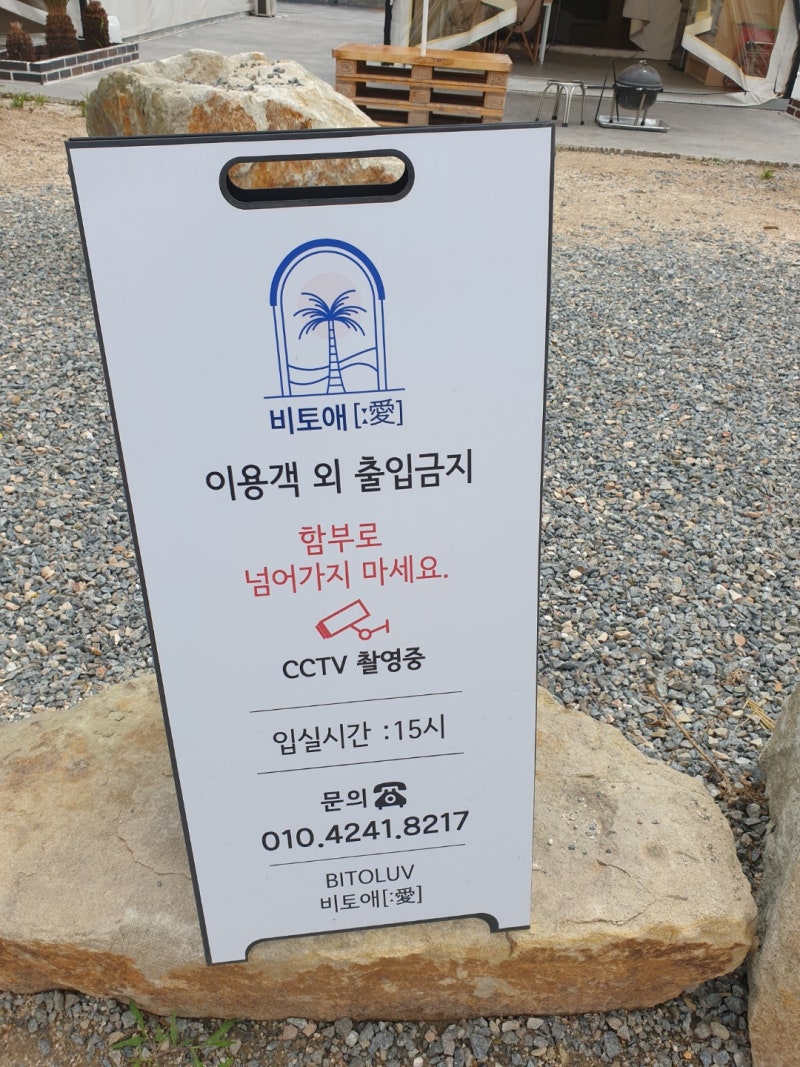 비토애[:愛]
이용객 외 출입금지
함부로
넘어가지 마세요.
CCTV 촬영중
입실시간 :15시
문의
010.4241.8217
BITOLUV
비토애[:愛]